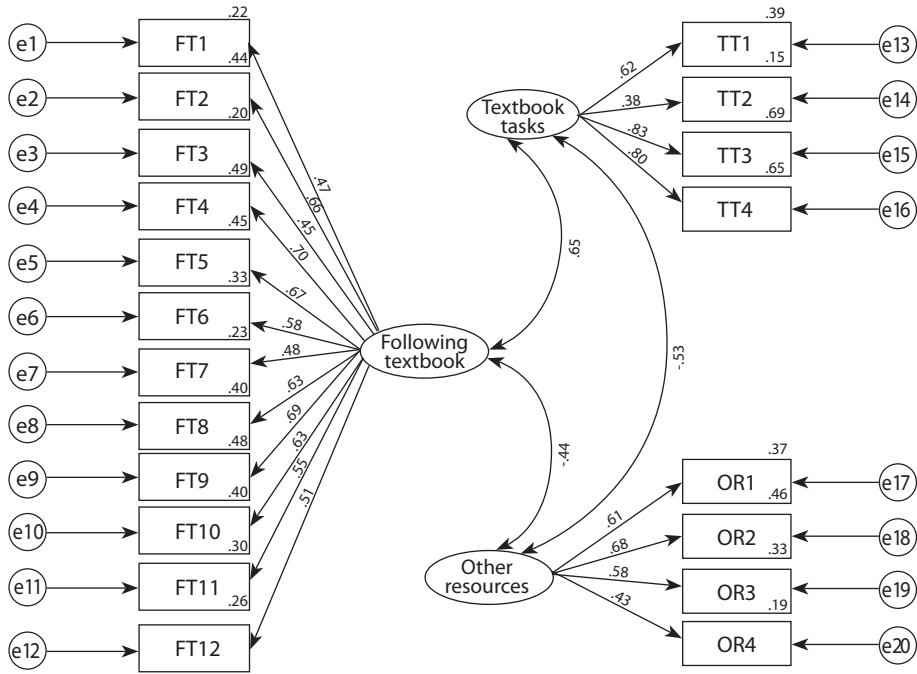 .22
e1
FT1
.44
e2
FT2
.20
e3
FT3
.49
e4
FT4
.45
e5
FT5
.33
e6
FT6
.23
e7
FT7
.40
e8
FT8
.48
e9
FT9
.40
e10
FT10
.30
e11
FT11
.26
e12
FT12
.47
.66
.45
.70
.67
.58
.48
.63
.69
.63
.55
.51
Following
textbook
Textbook
tasks
.62
.38
.83
.80
.39
TT1
.15
e13
TT2
.69
e14
TT3
.65
e15
TT4
e16
.65
-.53
-.44
Other
resources
.61
.68
.58
.43
.37
OR1
.46
e17
OR2
.33
e18
OR3
.19
e19
OR4
e20